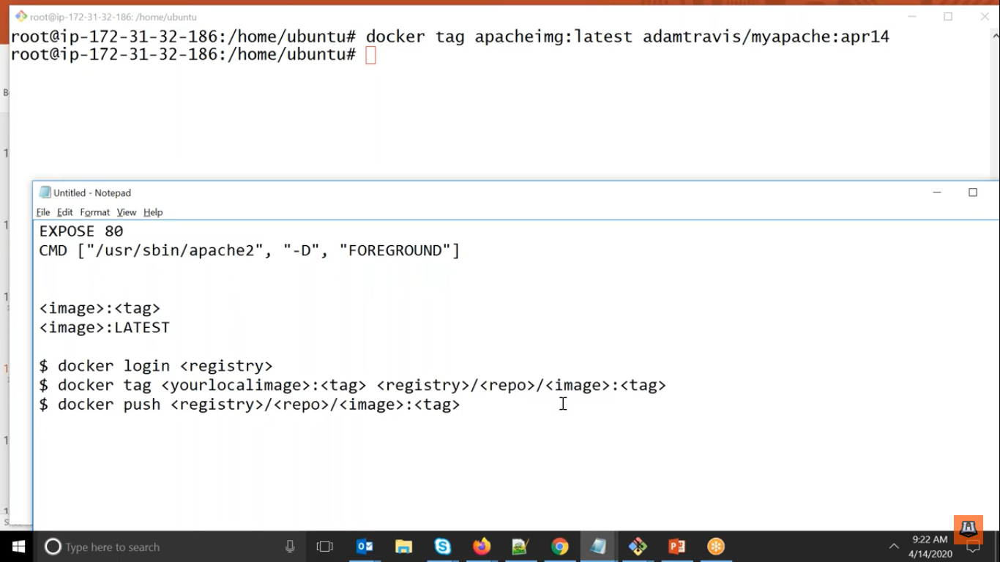 root@ip-172-31-32-186: /home/ubuntu
root@ip-172-31-32-186:/home/ubuntu# docker tag apacheimg:latest adamtravis/myapache:apr14
root@ip-172-31-32-186:/home/ubuntu#
Untitled - Notepad
File Edit Format View Help
EXPOSE 80
CMD ["/usr/sbin/apache2", "-D", "FOREGROUND"]
<image>:<tag>
<image>:LATEST
$ docker login <registry>
$ docker tag <yourlocalimage>:<tag> <registry>/<repo>/<image>:<tag>
$ docker push <registry>/<repo>/<image>:<tag>
Type here to search
9:22 AM
4/14/2020